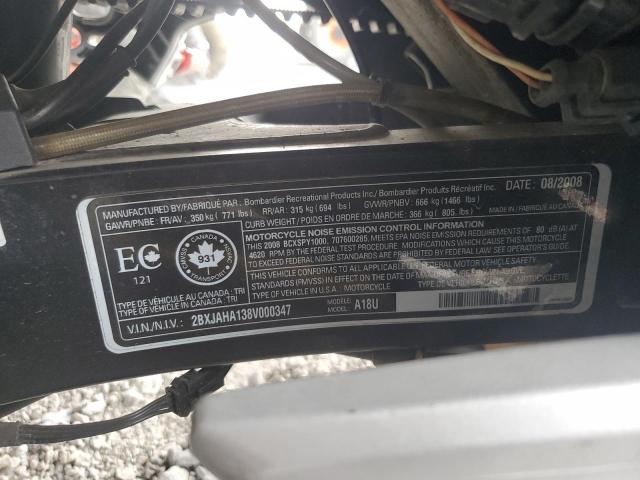 MANUFACTURED BY/FABRIQUÉ PAR : Bombardier Recreational Products Inc./ Bombardier Produits Récréatif Inc. DATE: 08/2008
GAWR/PNBE: FR/AV: 350 kg ( 771 lbs) RR/AR: 315 kg ( 694 lbs) GVWR/PNBV: 666 kg (1466 lbs)
CURB WEIGHT / POIDS EN ORDRE DE MARCHE: 366 kg ( 805 lbs) MADE IN CANADA/FABRIQUÉ AU CANADA
EC
121
CANADA
931
TRANSPORT
MOTORCYCLE NOISE EMISSION CONTROL INFORMATION
THIS 2008 BCXSPY1000, 707600285, MOTORCYCLE, MEETS EPA NOISE EMISSION REQUIREMENTS OF 80 dB(A) AT
4620 RPM BY THE FEDERAL TEST PROCEDURE. MODIFICATIONS WHICH CAUSE THIS MOTORCYCLE
TO EXCEED FEDERAL NOISE STANDARDS ARE PROHIBITED BY FEDERAL LAW. SEE OWNER'S MANUAL.
THIS VEHICLE CONFORMS TO ALL APPLICABLE FEDERAL MOTOR VEHICLE SAFETY
STANDARDS (FMVSS) IN EFFECT ON THE DATE OF MANUFACTURE SHOWN ABOVE.
TYPE OF VEHICLE IN U.S.A.: MOTORCYCLE
TYPE DE VÉHICULE AU CANADA : TRI
TYPE OF VEHICLE IN CANADA : TRI
V.I.N./N.I.V.: 2BXJAHA138V000347 MODEL: MODÈLE: A18U